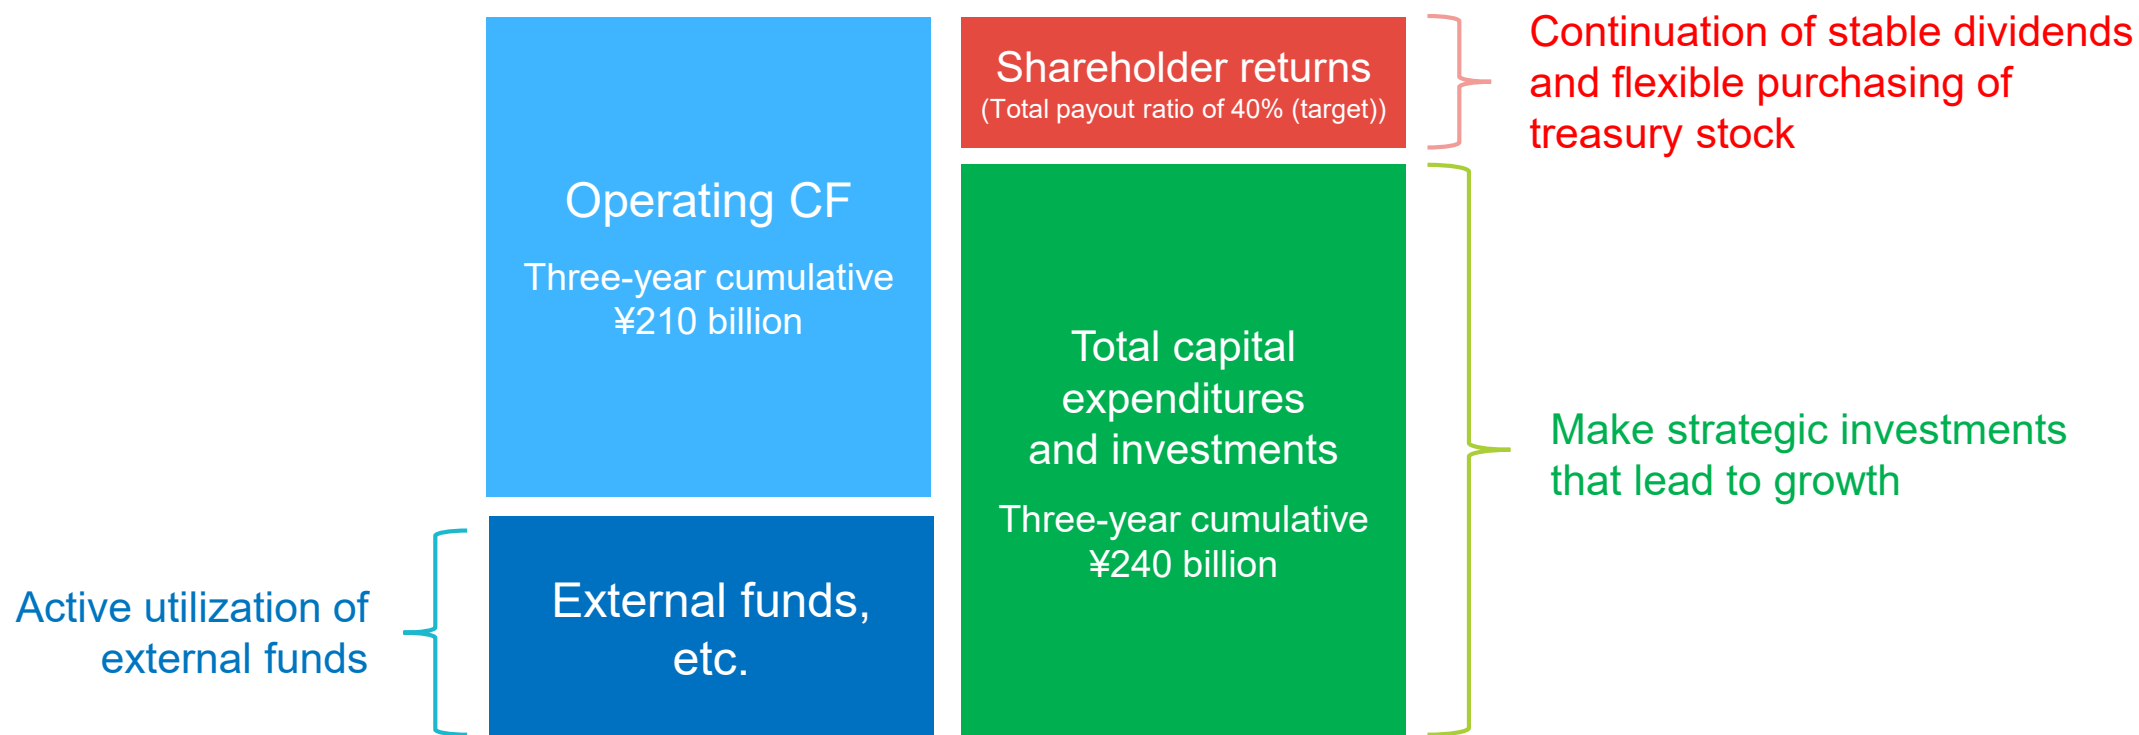 Operating CF
Three-year cumulative
¥210 billion
External funds,
etc.
Active utilization of
external funds
Shareholder returns
(Total payout ratio of 40% (target))
Continuation of stable dividends
and flexible purchasing of
treasury stock
Total capital
expenditures
and investments
Three-year cumulative
¥240 billion
Make strategic investments
that lead to growth